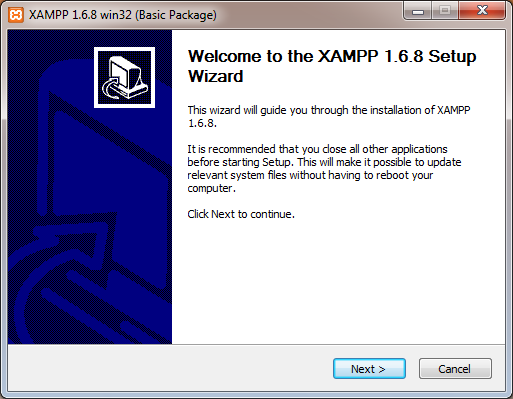 XAMPP 1.6.8 win32 (Basic Package)
Welcome to the XAMPP 1.6.8 Setup
Wizard
This wizard will guide you through the installation of XAMPP
1.6.8.
It is recommended that you close all other applications
before starting Setup. This will make it possible to update
relevant system files without having to reboot your
computer.
Click Next to continue.
Next >
Cancel